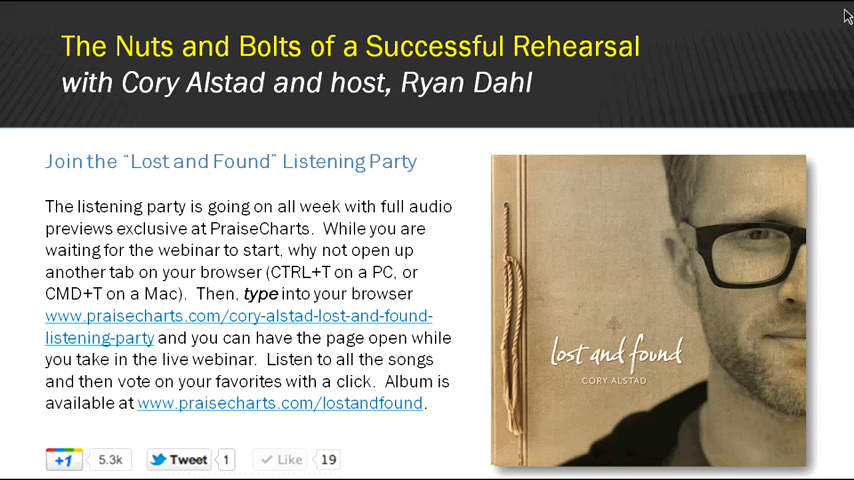 The Nuts and Bolts of a Successful Rehearsal
with Cory Alstad and host, Ryan Dahl
Join the “Lost and Found” Listening Party
The listening party is going on all week with full audio
previews exclusive at PraiseCharts. While you are
waiting for the webinar to start, why not open up
another tab on your browser (CTRL+T on a PC, or
CMD+T on a Mac). Then, type into your browser
www.praisecharts.com/cory-alstad-lost-and-found-
listening-party and you can have the page open while
you take in the live webinar. Listen to all the songs
and then vote on your favorites with a click. Album is
available at www.praisecharts.com/lostandfound.
lost and found
CORY ALSTAD
+1 5.3k Tweet 1 Like 19